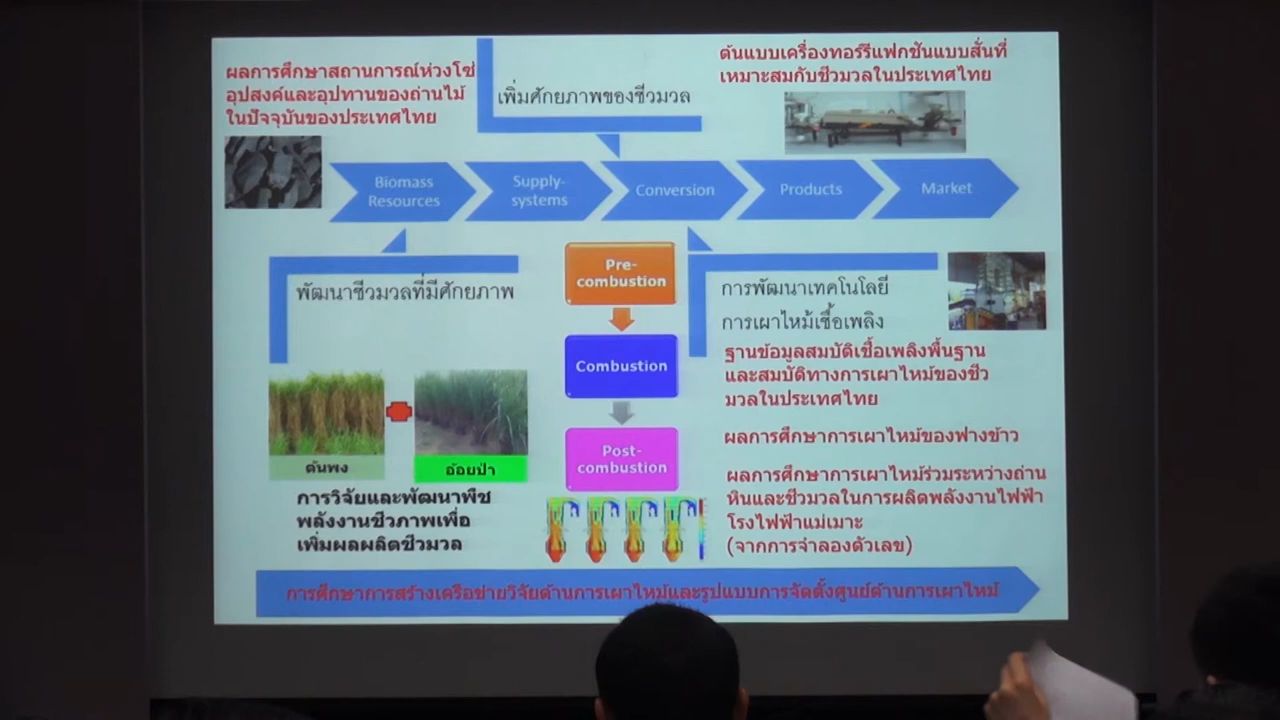 ผลการศึกษาสถานการณ์ห่วงโซ่
อุปสงค์และอุปทานของถ่านไม้
ในปัจจุบันของประเทศไทย
เพิ่มศักยภาพของชีวมวล
ต้นแบบเครื่องทอร์รีแฟกชันแบบสั่นที่
เหมาะสมกับชีวมวลในประเทศไทย
Biomass
Resources
Supply-
systems
Conversion
Products
Market
พัฒนาชีวมวลที่มีศักยภาพ
Pre-
combustion
Combustion
Post-
combustion
การพัฒนาเทคโนโลยี
การเผาไหม้เชื้อเพลิง
ฐานข้อมูลสมบัติเชื้อเพลิงพื้นฐาน
และสมบัติทางการเผาไหม้ของชีว
มวลในประเทศไทย
ผลการศึกษาการเผาไหม้ของฟางข้าว
ผลการศึกษาการเผาไหม้ร่วมระหว่างถ่าน
หินและชีวมวลในการผลิตพลังงานไฟฟ้า
โรงไฟฟ้าแม่เมาะ
(จากการจำลองตัวเลข)
ต้นพง
อ้อยป่า
การวิจัยและพัฒนาพืช
พลังงานชีวภาพเพื่อ
เพิ่มผลผลิตชีวมวล
การศึกษาการสร้างเครือข่ายวิจัยด้านการเผาไหม้และรูปแบบการจัดตั้งศูนย์ด้านการเผาไหม้